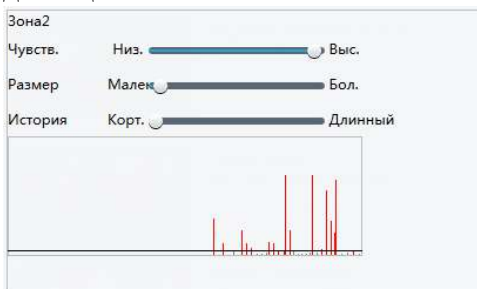 Зона2
Чувств. Низ. Выс.
Размер Мален Бол.
История Корт. Длинный